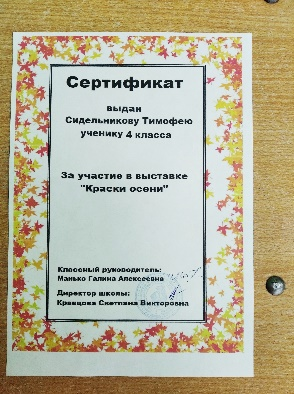 Сертификат
выдан
Сидельникову Тимофею
ученику 4 класса
За участие в выставке
"Краски осени"
Классный руководитель:
Манько Галина Алексеевна
Директор школы:
Кравцова Светлана Викторовна